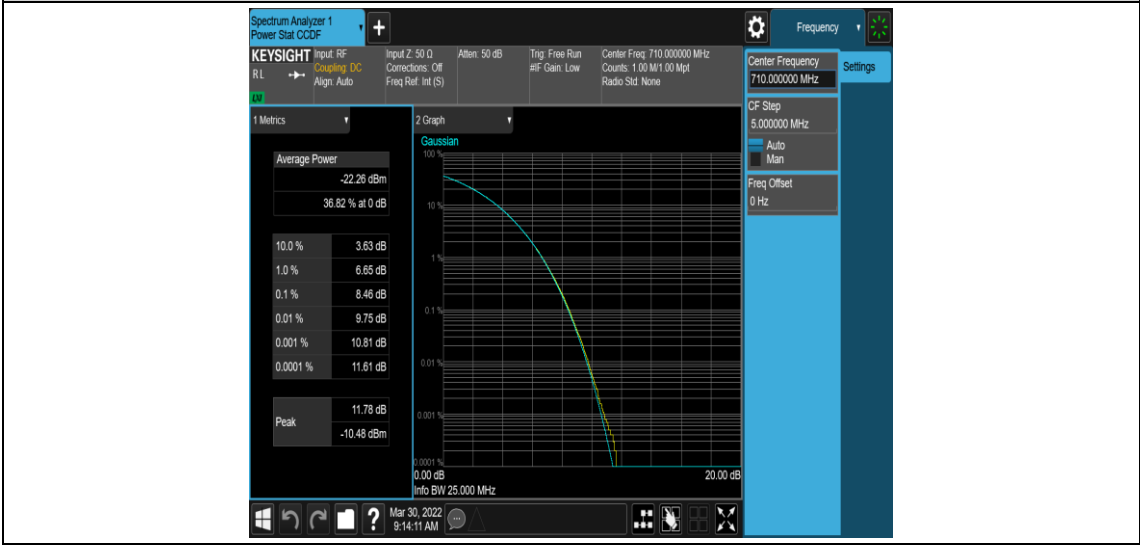 Spectrum Analyzer 1
Power Stat CCDF
+
Frequency
KEYSIGHT
RL
LM
Input: RF
Coupling: DC
Align: Auto
Input Z: 50 Ω
Corrections: Off
Freq Ref: Int (S)
Atten: 50 dB
Trig: Free Run
#IF Gain: Low
Center Freq: 710.000000 MHz
Counts: 1.00 M/1.00 Mpt
Radio Std: None
Center Frequency
710.000000 MHz
Settings
CF Step
5.000000 MHz
Auto
Man
Freq Offset
0 Hz
1 Metrics
Average Power
-22.26 dBm
36.82 % at 0 dB
10.0 % 3.63 dB
1.0 % 6.65 dB
0.1 % 8.46 dB
0.01 % 9.75 dB
0.001 % 10.81 dB
0.0001 % 11.61 dB
Peak
11.78 dB
-10.48 dBm
2 Graph
Gaussian
100 %
10 %
1 %
0.1 %
0.01 %
0.001 %
0.0001 %
0.00 dB 20.00 dB
Info BW 25.000 MHz
?
Mar 30, 2022
9:14:11 AM